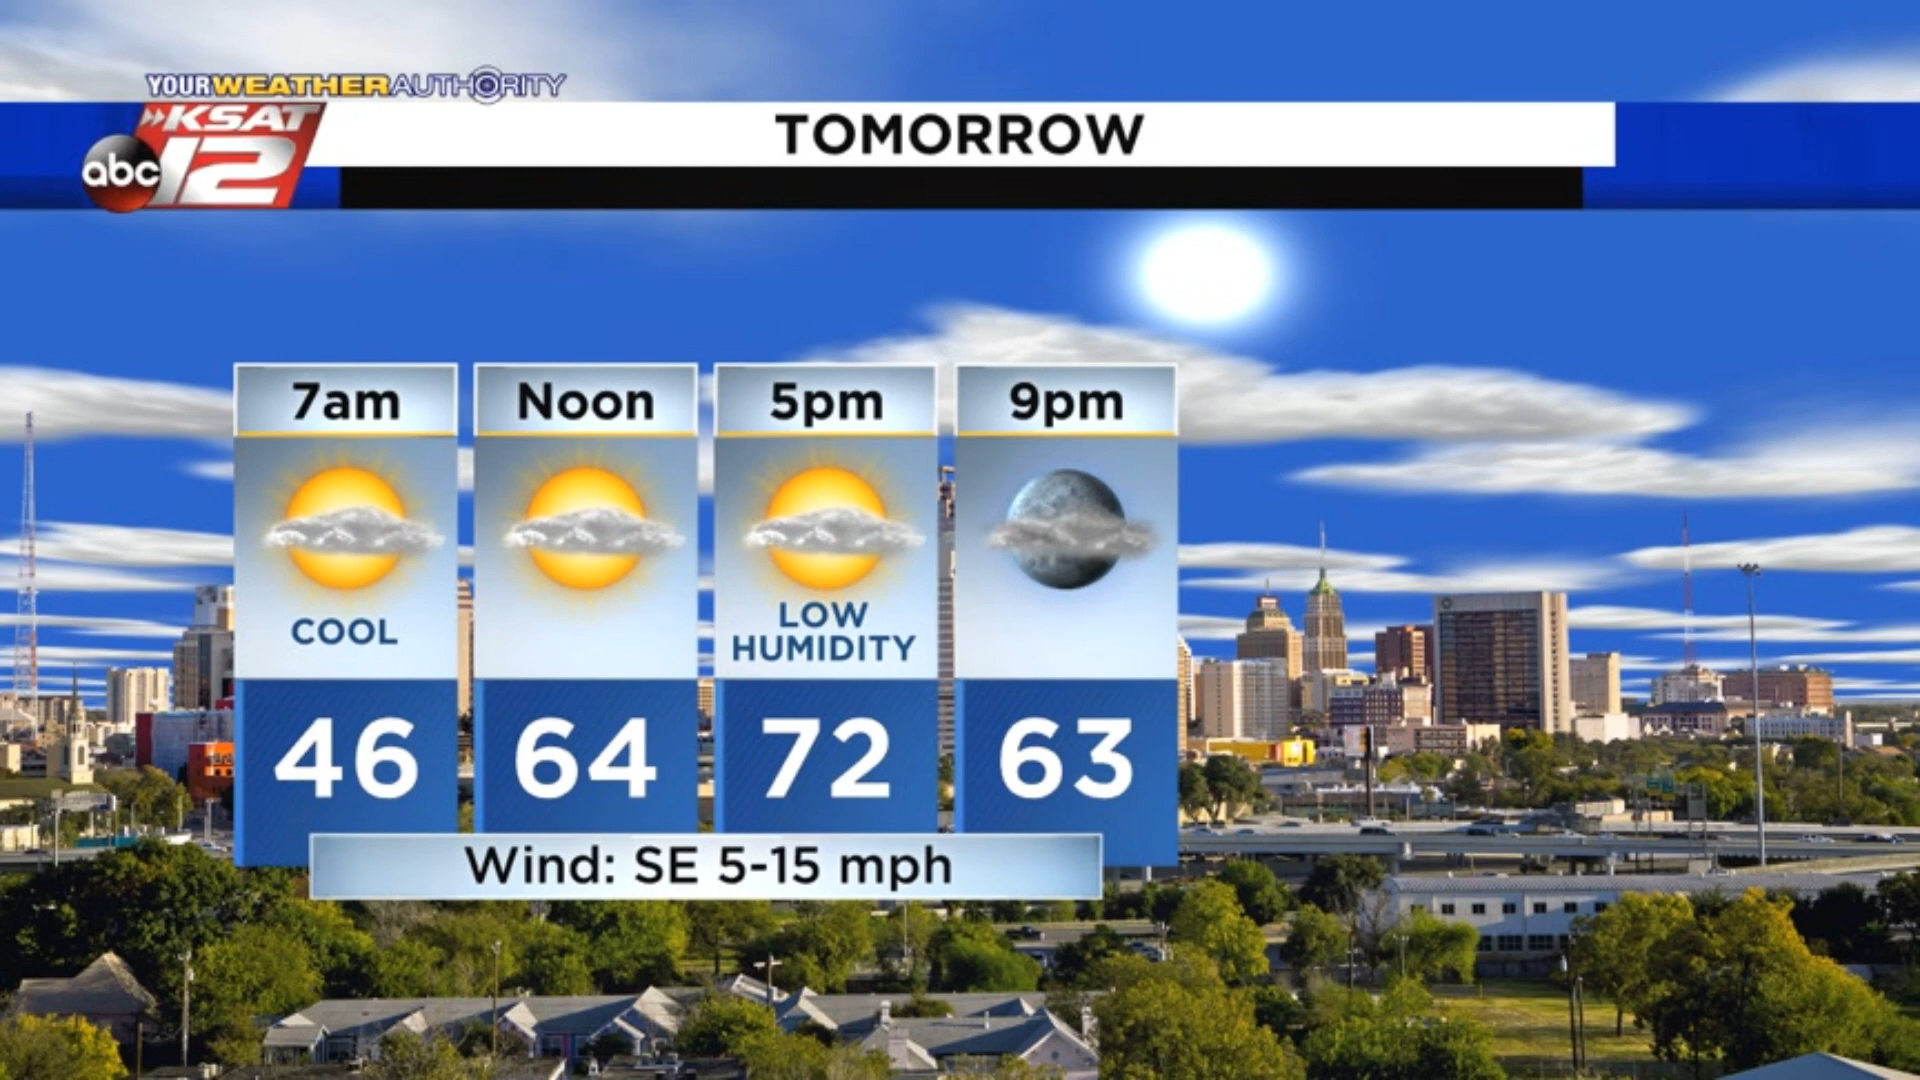 YOUR WEATHER AUTHORITY
KSAT
abc 12
TOMORROW
7am
Noon
5pm
9pm
COOL
LOW
HUMIDITY
46
64
72
63
Wind: SE 5-15 mph